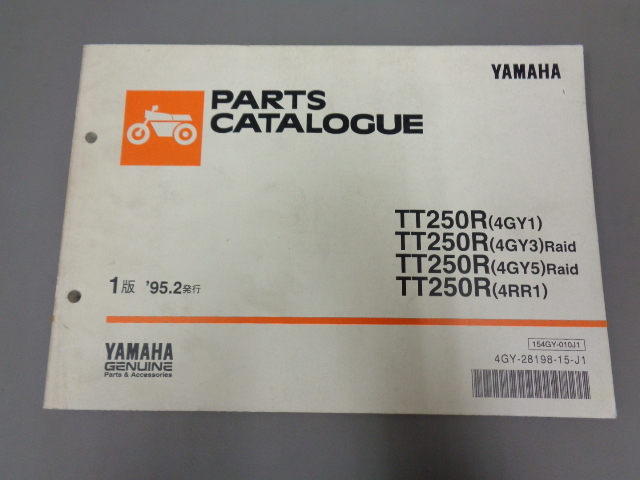 YAMAHA
PARTS
CATALOGUE
TT250R(4GY1)
TT250R(4GY3)Raid
TT250R(4GY5)Raid
TT250R(4RR1)
1版 '95.2発行
154GY-010J1
4GY-28198-15-J1
YAMAHA
GENUINE
Parts & Accessories